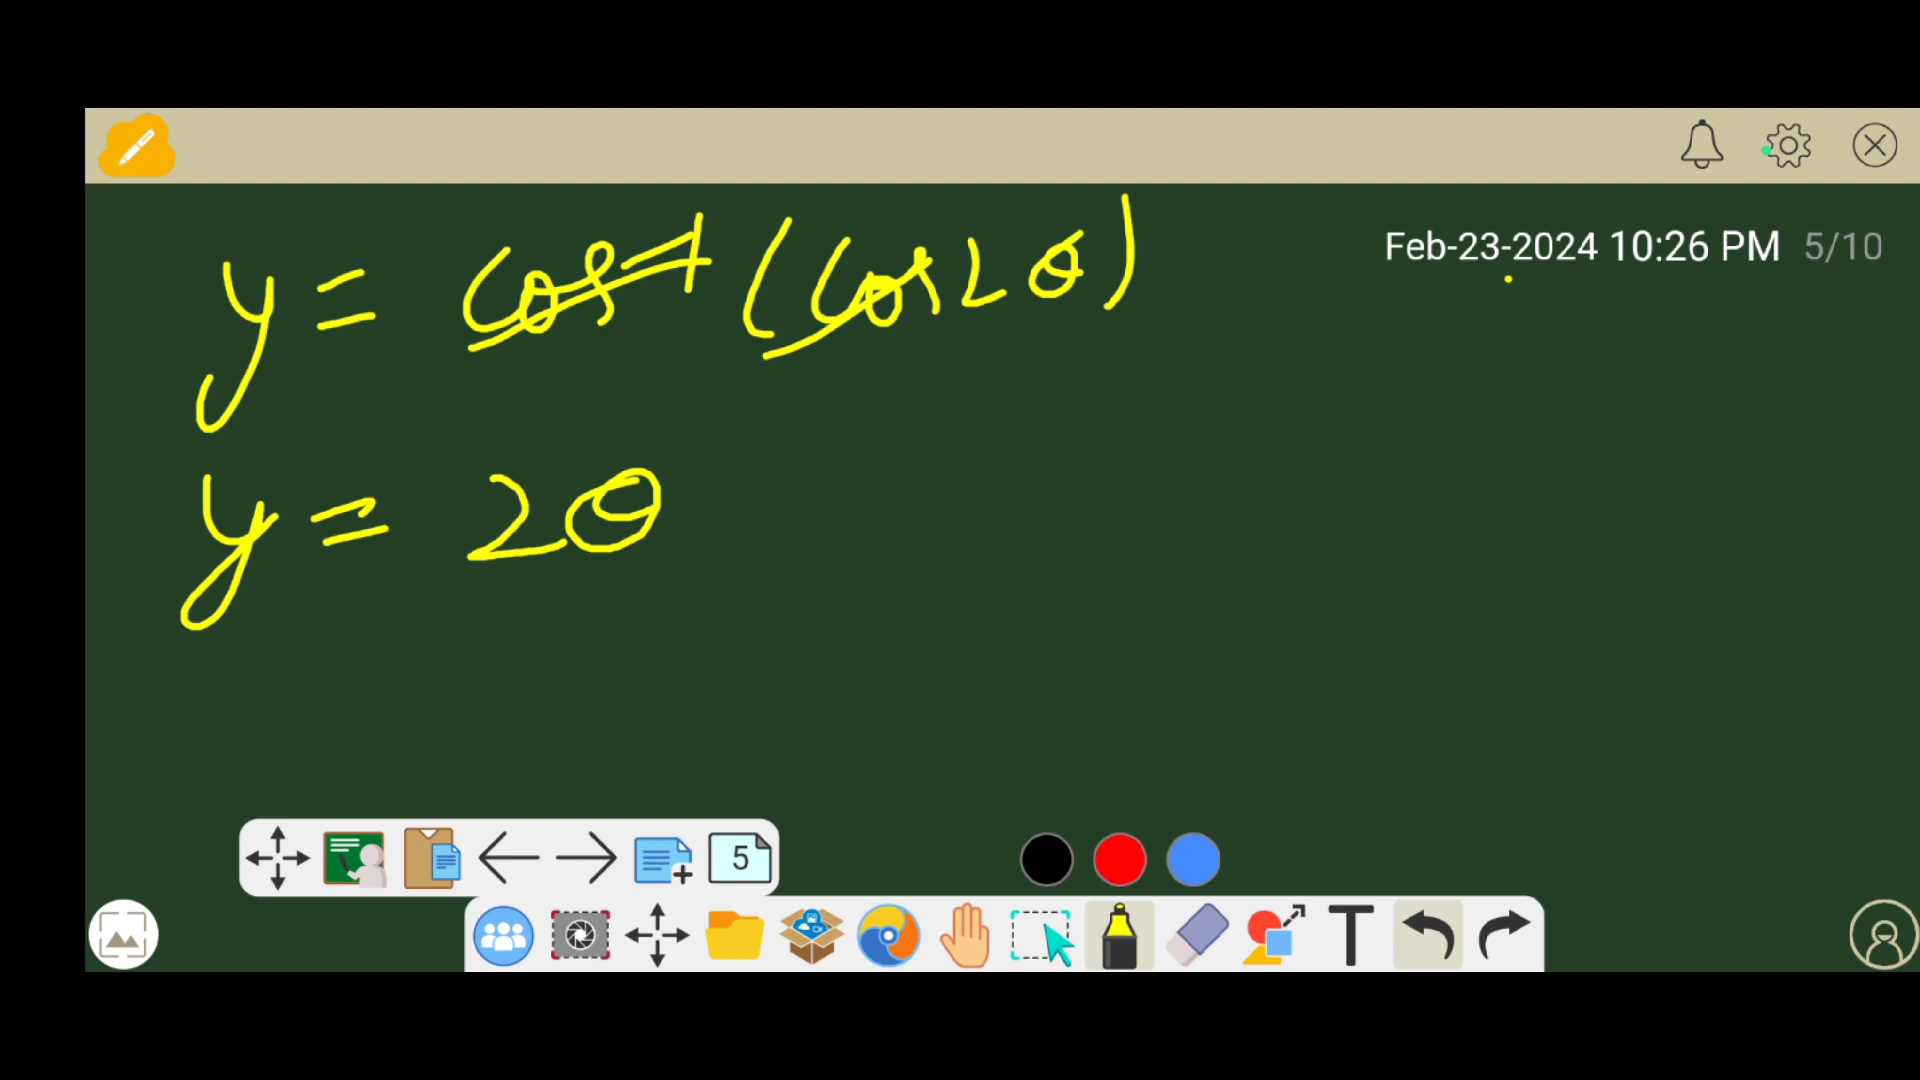 Feb-23-2024 10:26 PM 5/10
y = cos⁻¹ (cos 2θ)
y = 2θ
5